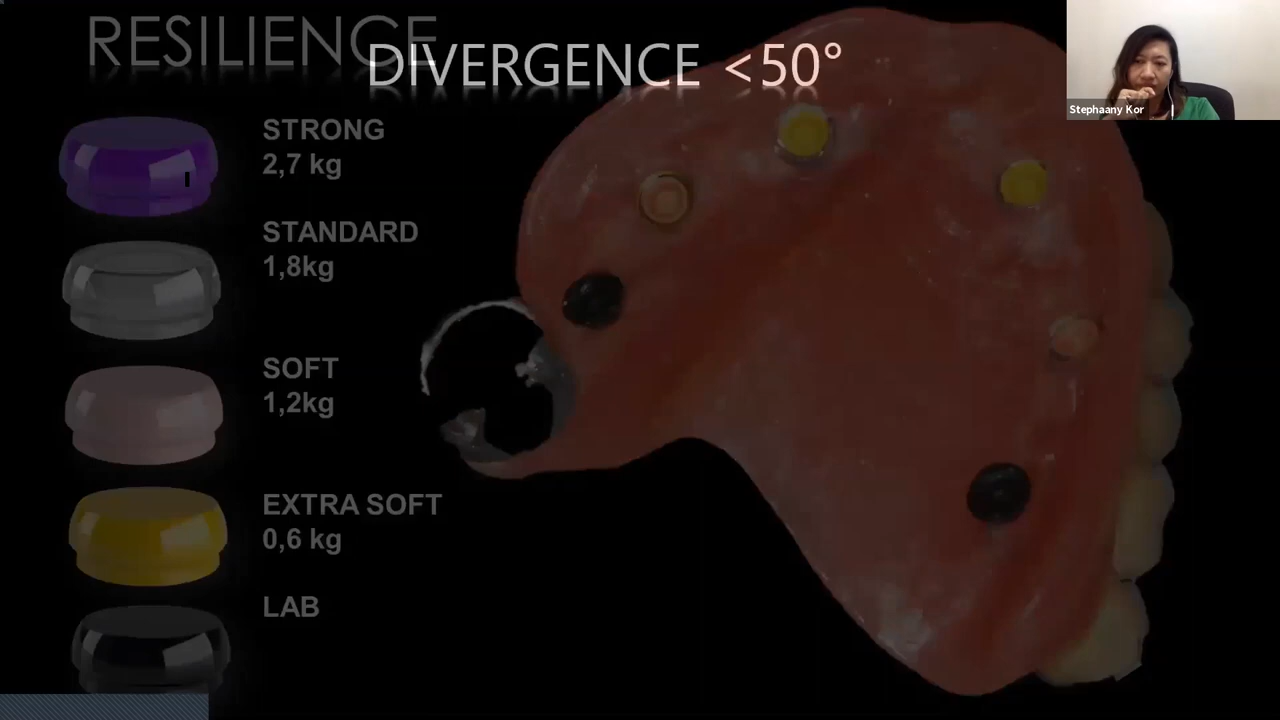 RESILIENCE
DIVERGENCE <50°
STRONG
2,7 kg
STANDARD
1,8kg
SOFT
1,2kg
EXTRA SOFT
0,6 kg
LAB
Stephaany Kor